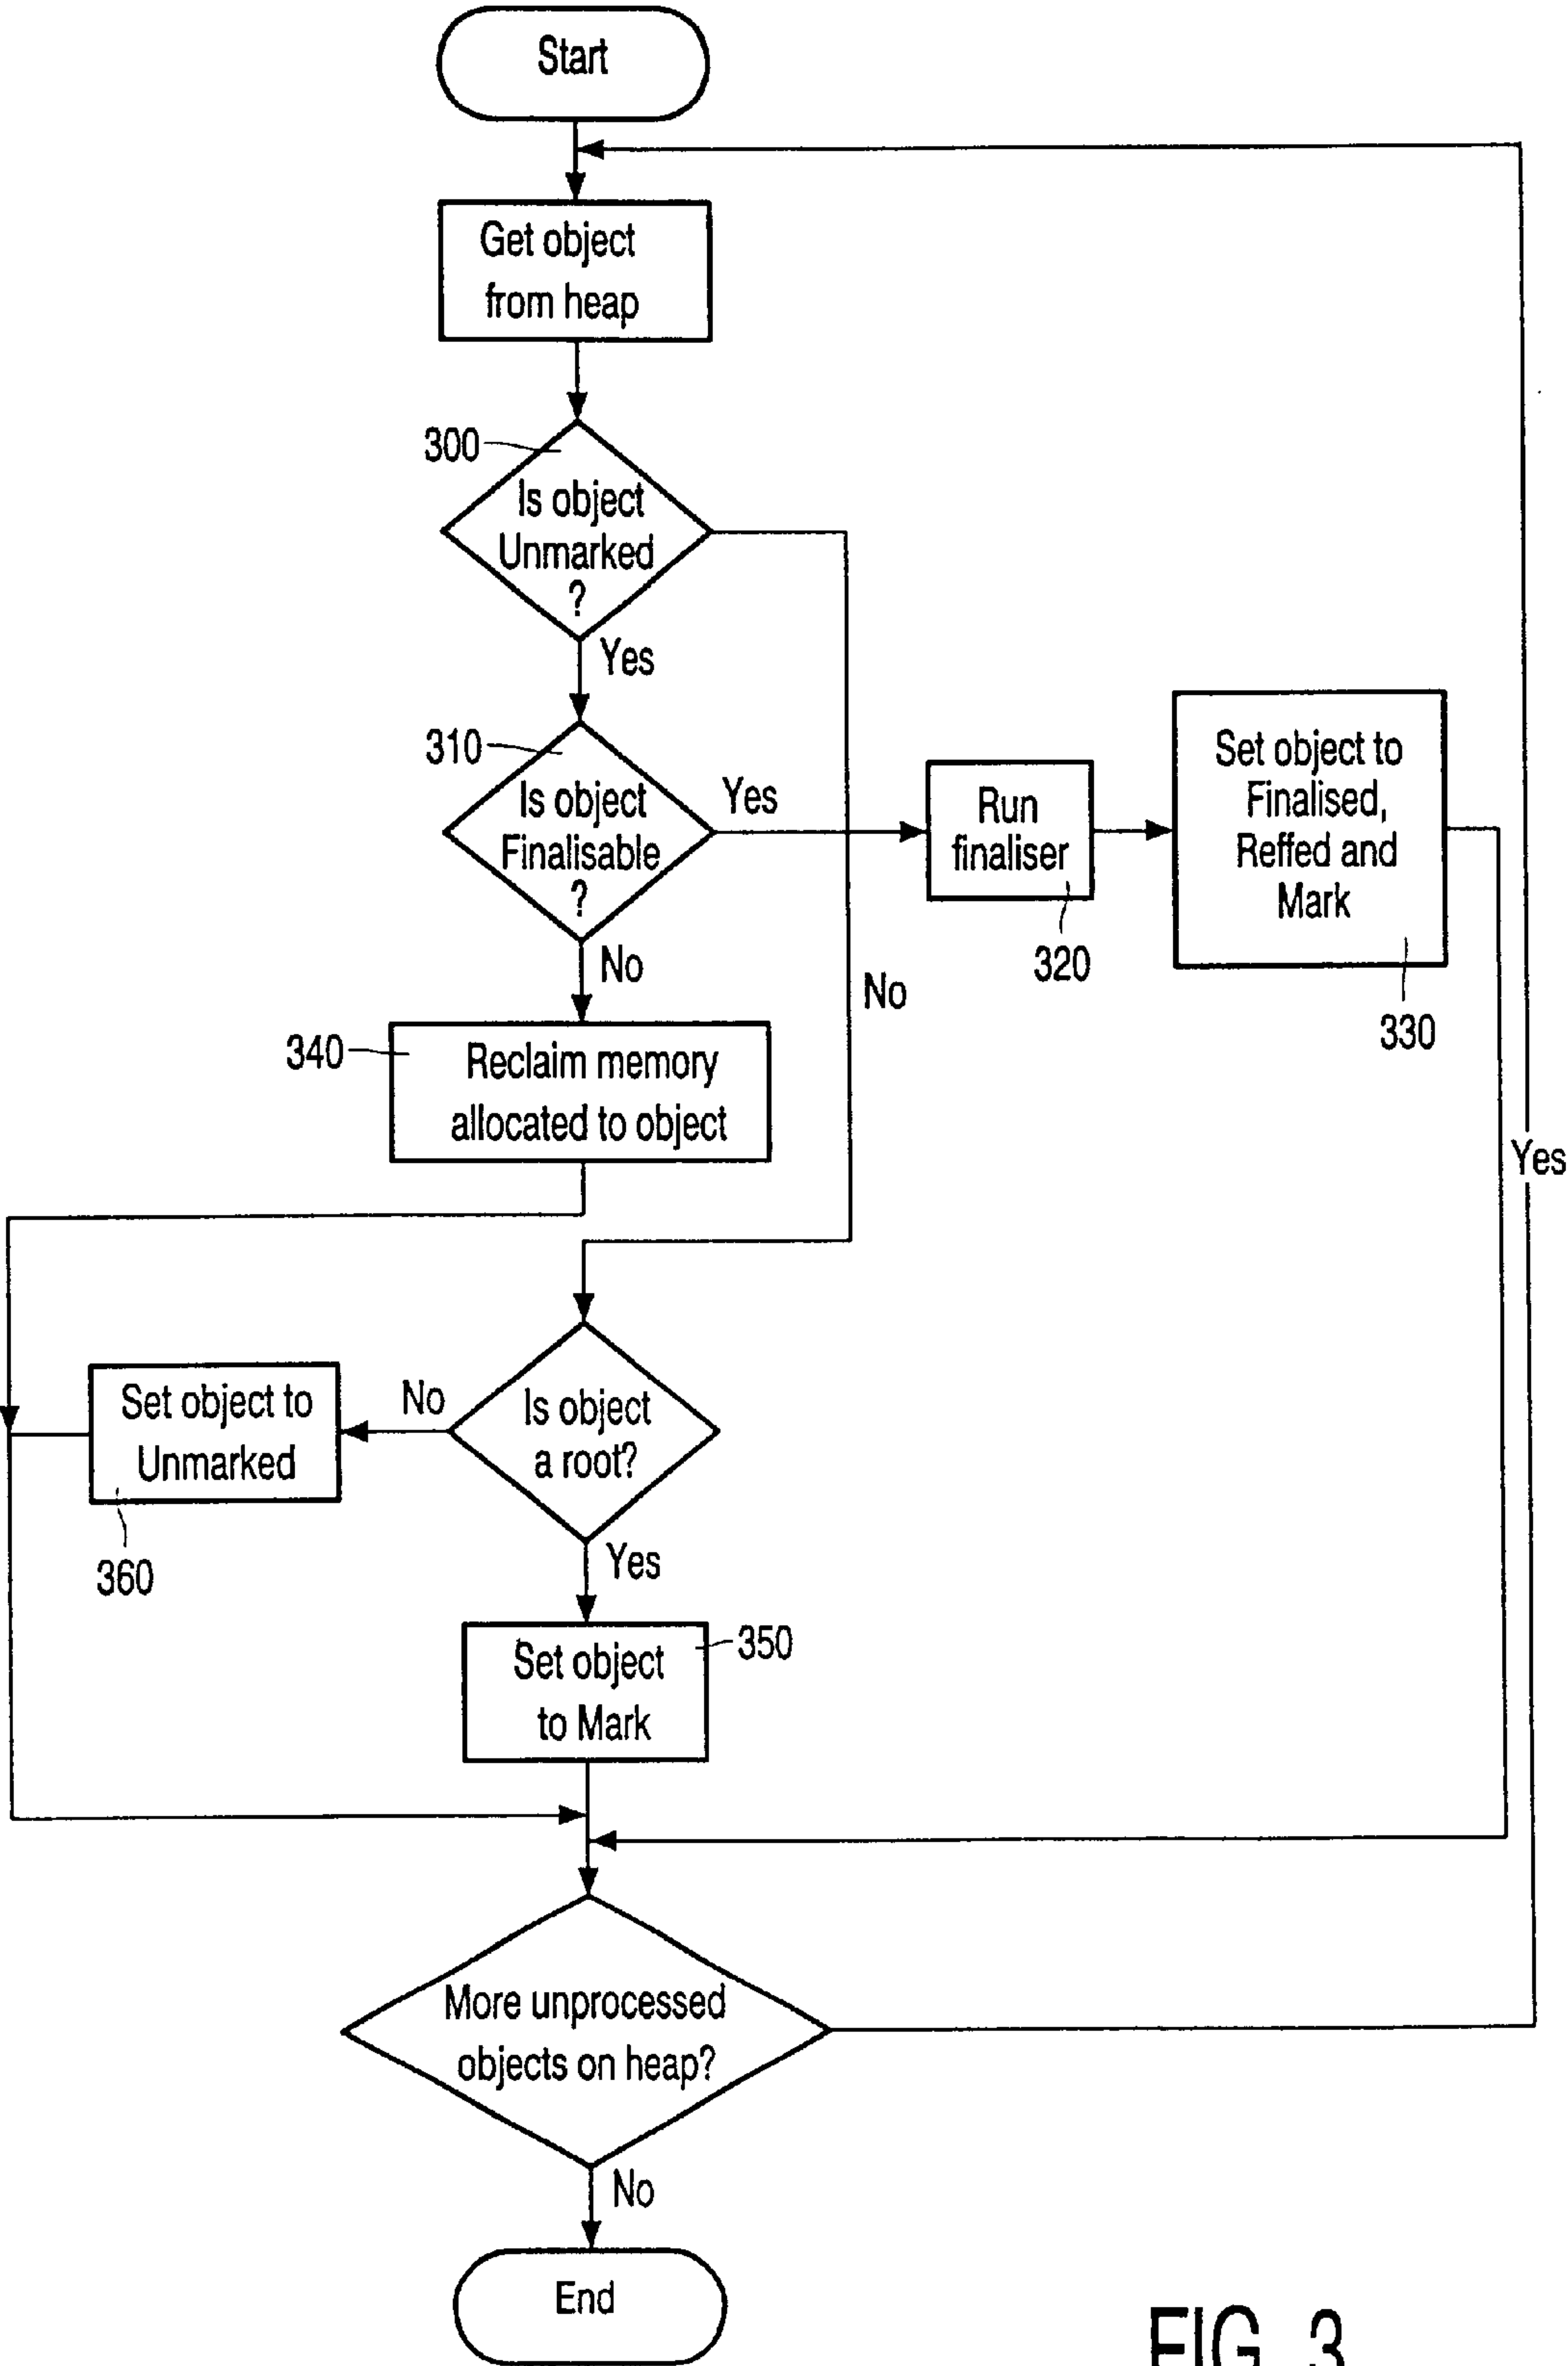 Start
Get object
from heap
300
Is object
Unmarked
?
Yes
310
Is object
Finalisable
?
Yes
Run
finaliser
320
Set object to
Finalised,
Reffed and
Mark
330
No
No
340
Reclaim memory
allocated to object
Yes
Set object to
Unmarked
360
No
Is object
a root?
Yes
Set object
to Mark
350
More unprocessed
objects on heap?
No
End
FIG. 3